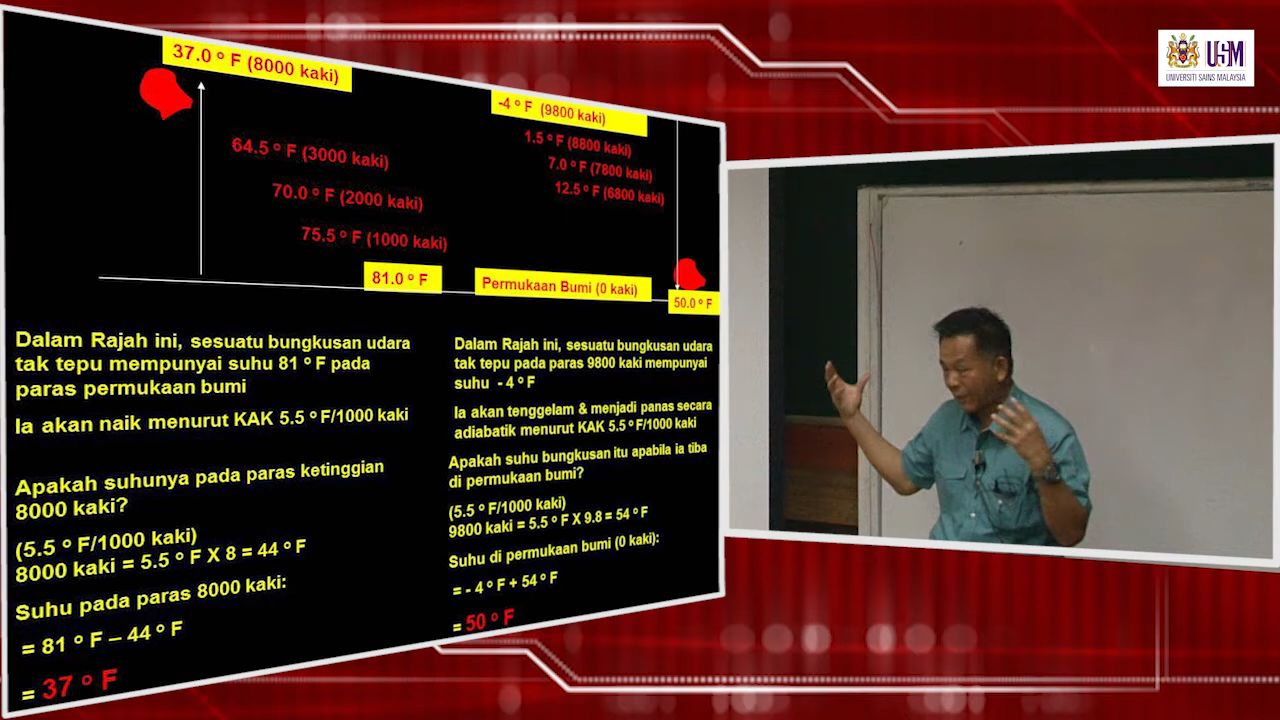 37.0 º F (8000 kaki)
64.5 º F (3000 kaki)
70.0 º F (2000 kaki)
75.5 º F (1000 kaki)
81.0 º F
-4 º F (9800 kaki)
1.5 º F (8800 kaki)
7.0 º F (7800 kaki)
12.5 º F (6800 kaki)
Permukaan Bumi (0 kaki)
50.0 º F
Dalam Rajah ini, sesuatu bungkusan udara
tak tepu mempunyai suhu 81 º F pada
paras permukaan bumi
Ia akan naik menurut KAK 5.5 º F/1000 kaki
Apakah suhunya pada paras ketinggian
8000 kaki?
(5.5 º F/1000 kaki)
8000 kaki = 5.5 º F X 8 = 44 º F
Suhu pada paras 8000 kaki:
= 81 º F – 44 º F
= 37 º F
Dalam Rajah ini, sesuatu bungkusan udara
tak tepu pada paras 9800 kaki mempunyai
suhu - 4 º F
Ia akan tenggelam & menjadi panas secara
adiabatik menurut KAK 5.5 º F/1000 kaki
Apakah suhu bungkusan itu apabila ia tiba
di permukaan bumi?
(5.5 º F/1000 kaki)
9800 kaki = 5.5 º F X 9.8 = 54 º F
Suhu di permukaan bumi (0 kaki):
= - 4 º F + 54 º F
= 50 º F
USM
UNIVERSITI SAINS MALAYSIA